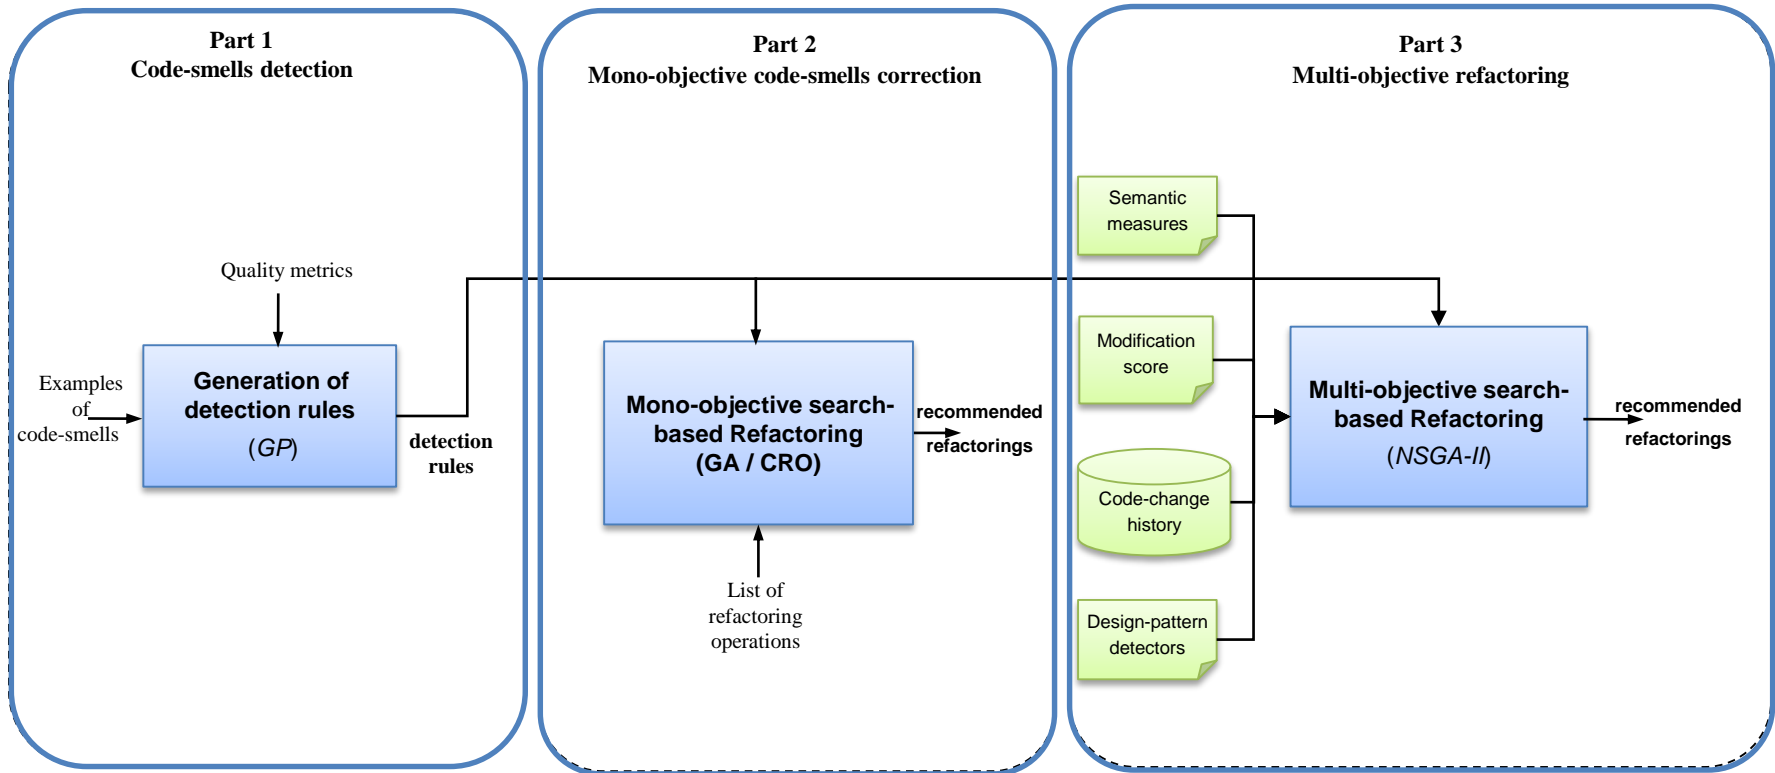 Part 1
Code-smells detection
Quality metrics
Examples
of
code-smells
Generation of
detection rules
(GP)
detection
rules
Part 2
Mono-objective code-smells correction
Mono-objective search-
based Refactoring
(GA / CRO)
recommended
refactorings
List of
refactoring
operations
Part 3
Multi-objective refactoring
Semantic
measures
Modification
score
Code-change
history
Design-pattern
detectors
Multi-objective search-
based Refactoring
(NSGA-II)
recommended
refactorings